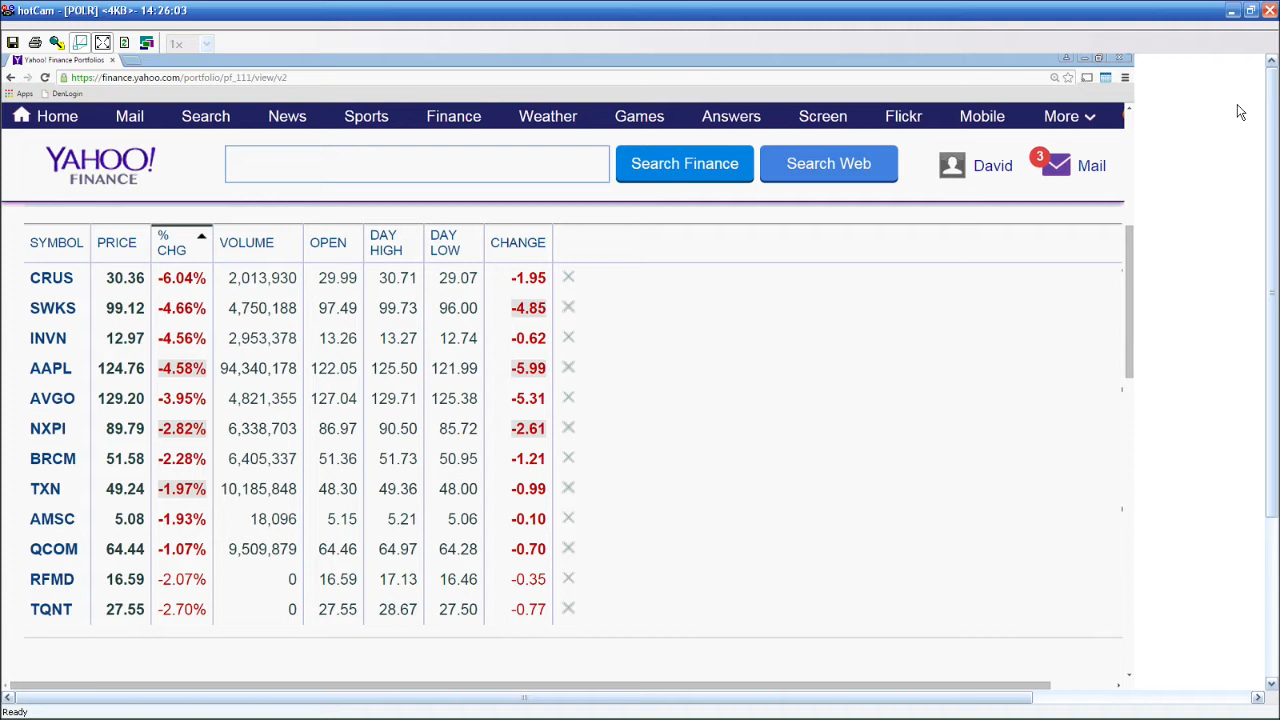 hotCam - [POLR] <4KB>- 14:26:03
1x
Yahoo! Finance Portfolios
https://finance.yahoo.com/portfolio/pf_111/view/v2
Apps DenLogin
Home Mail Search News Sports Finance Weather Games Answers Screen Flickr Mobile More
YAHOO!
FINANCE
Search Finance Search Web David 3 Mail
SYMBOL PRICE % CHG VOLUME OPEN DAY HIGH DAY LOW CHANGE
CRUS 30.36 -6.04% 2,013,930 29.99 30.71 29.07 -1.95
SWKS 99.12 -4.66% 4,750,188 97.49 99.73 96.00 -4.85
INVN 12.97 -4.56% 2,953,378 13.26 13.27 12.74 -0.62
AAPL 124.76 -4.58% 94,340,178 122.05 125.50 121.99 -5.99
AVGO 129.20 -3.95% 4,821,355 127.04 129.71 125.38 -5.31
NXPI 89.79 -2.82% 6,338,703 86.97 90.50 85.72 -2.61
BRCM 51.58 -2.28% 6,405,337 51.36 51.73 50.95 -1.21
TXN 49.24 -1.97% 10,185,848 48.30 49.36 48.00 -0.99
AMSC 5.08 -1.93% 18,096 5.15 5.21 5.06 -0.10
QCOM 64.44 -1.07% 9,509,879 64.46 64.97 64.28 -0.70
RFMD 16.59 -2.07% 0 16.59 17.13 16.46 -0.35
TQNT 27.55 -2.70% 0 27.55 28.67 27.50 -0.77
Ready